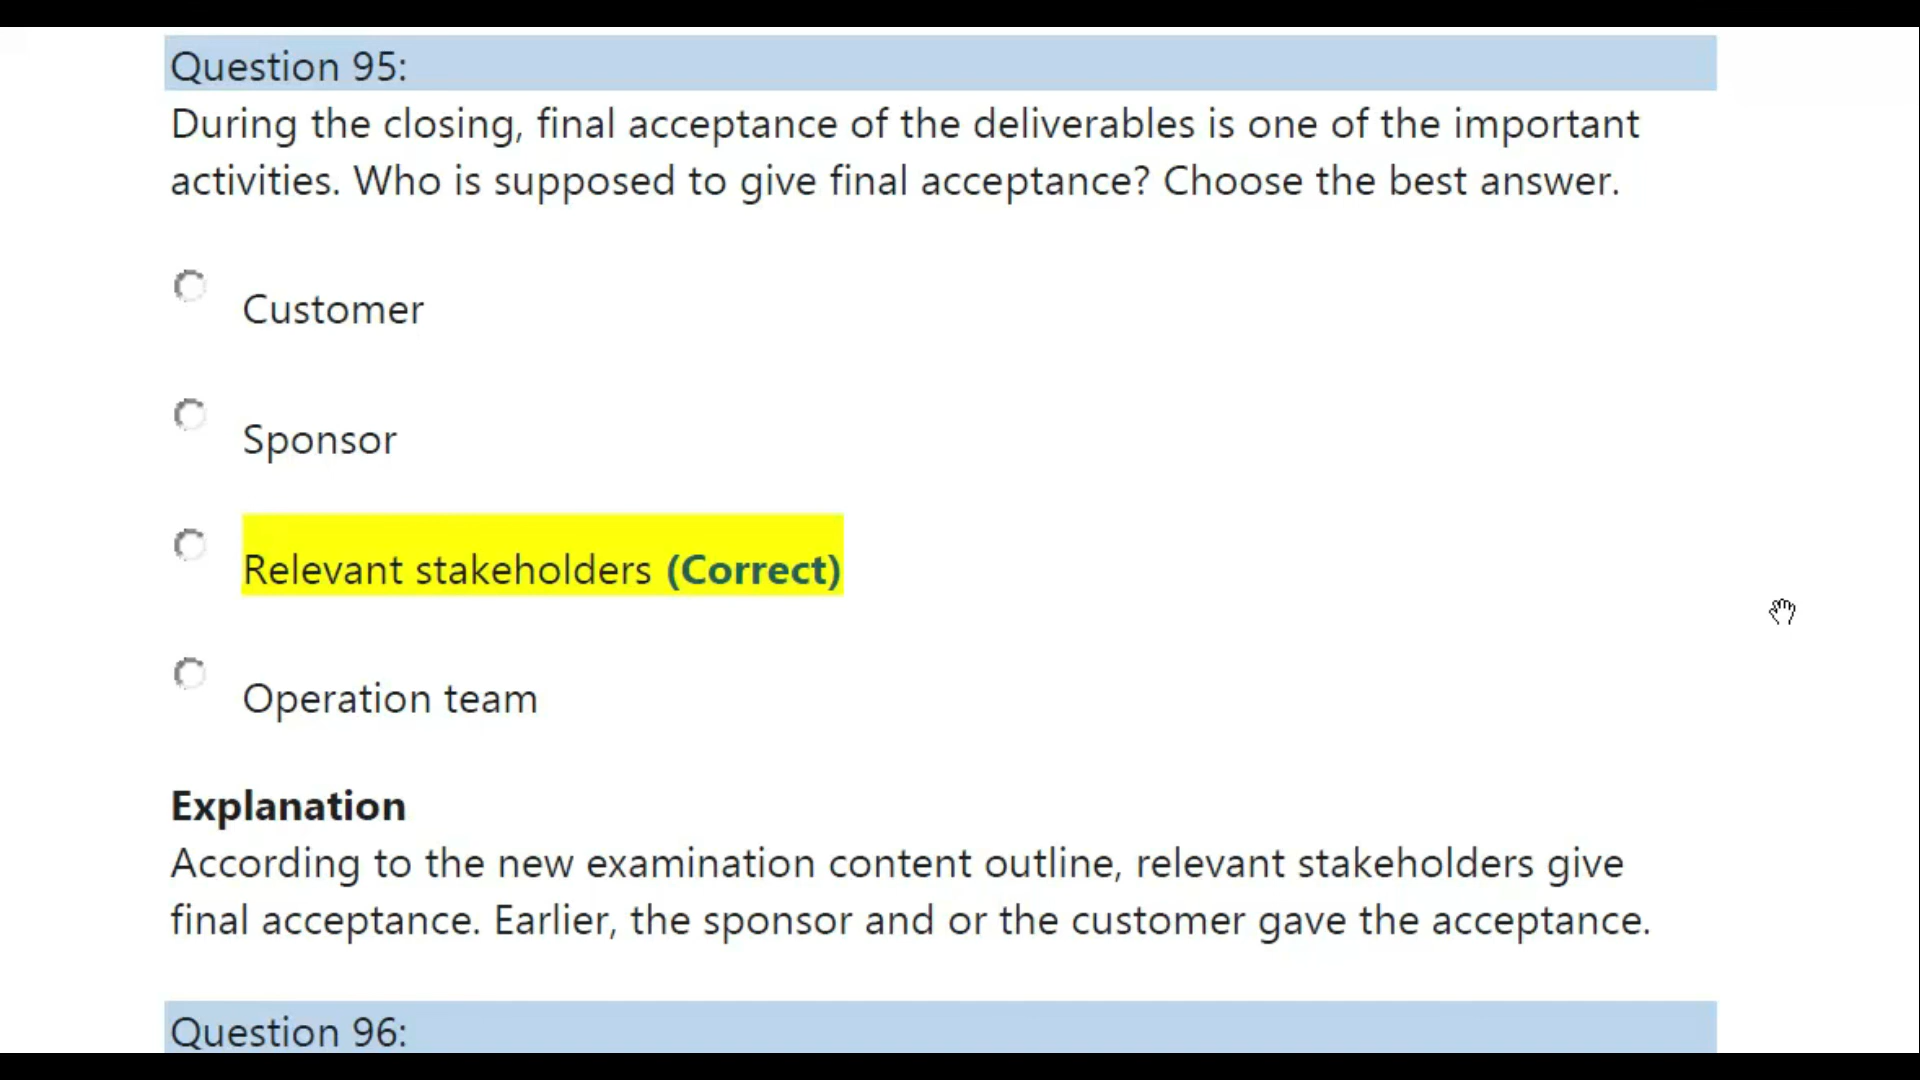 Question 95:
During the closing, final acceptance of the deliverables is one of the important
activities. Who is supposed to give final acceptance? Choose the best answer.
Customer
Sponsor
Relevant stakeholders (Correct)
Operation team
Explanation
According to the new examination content outline, relevant stakeholders give
final acceptance. Earlier, the sponsor and or the customer gave the acceptance.
Question 96: